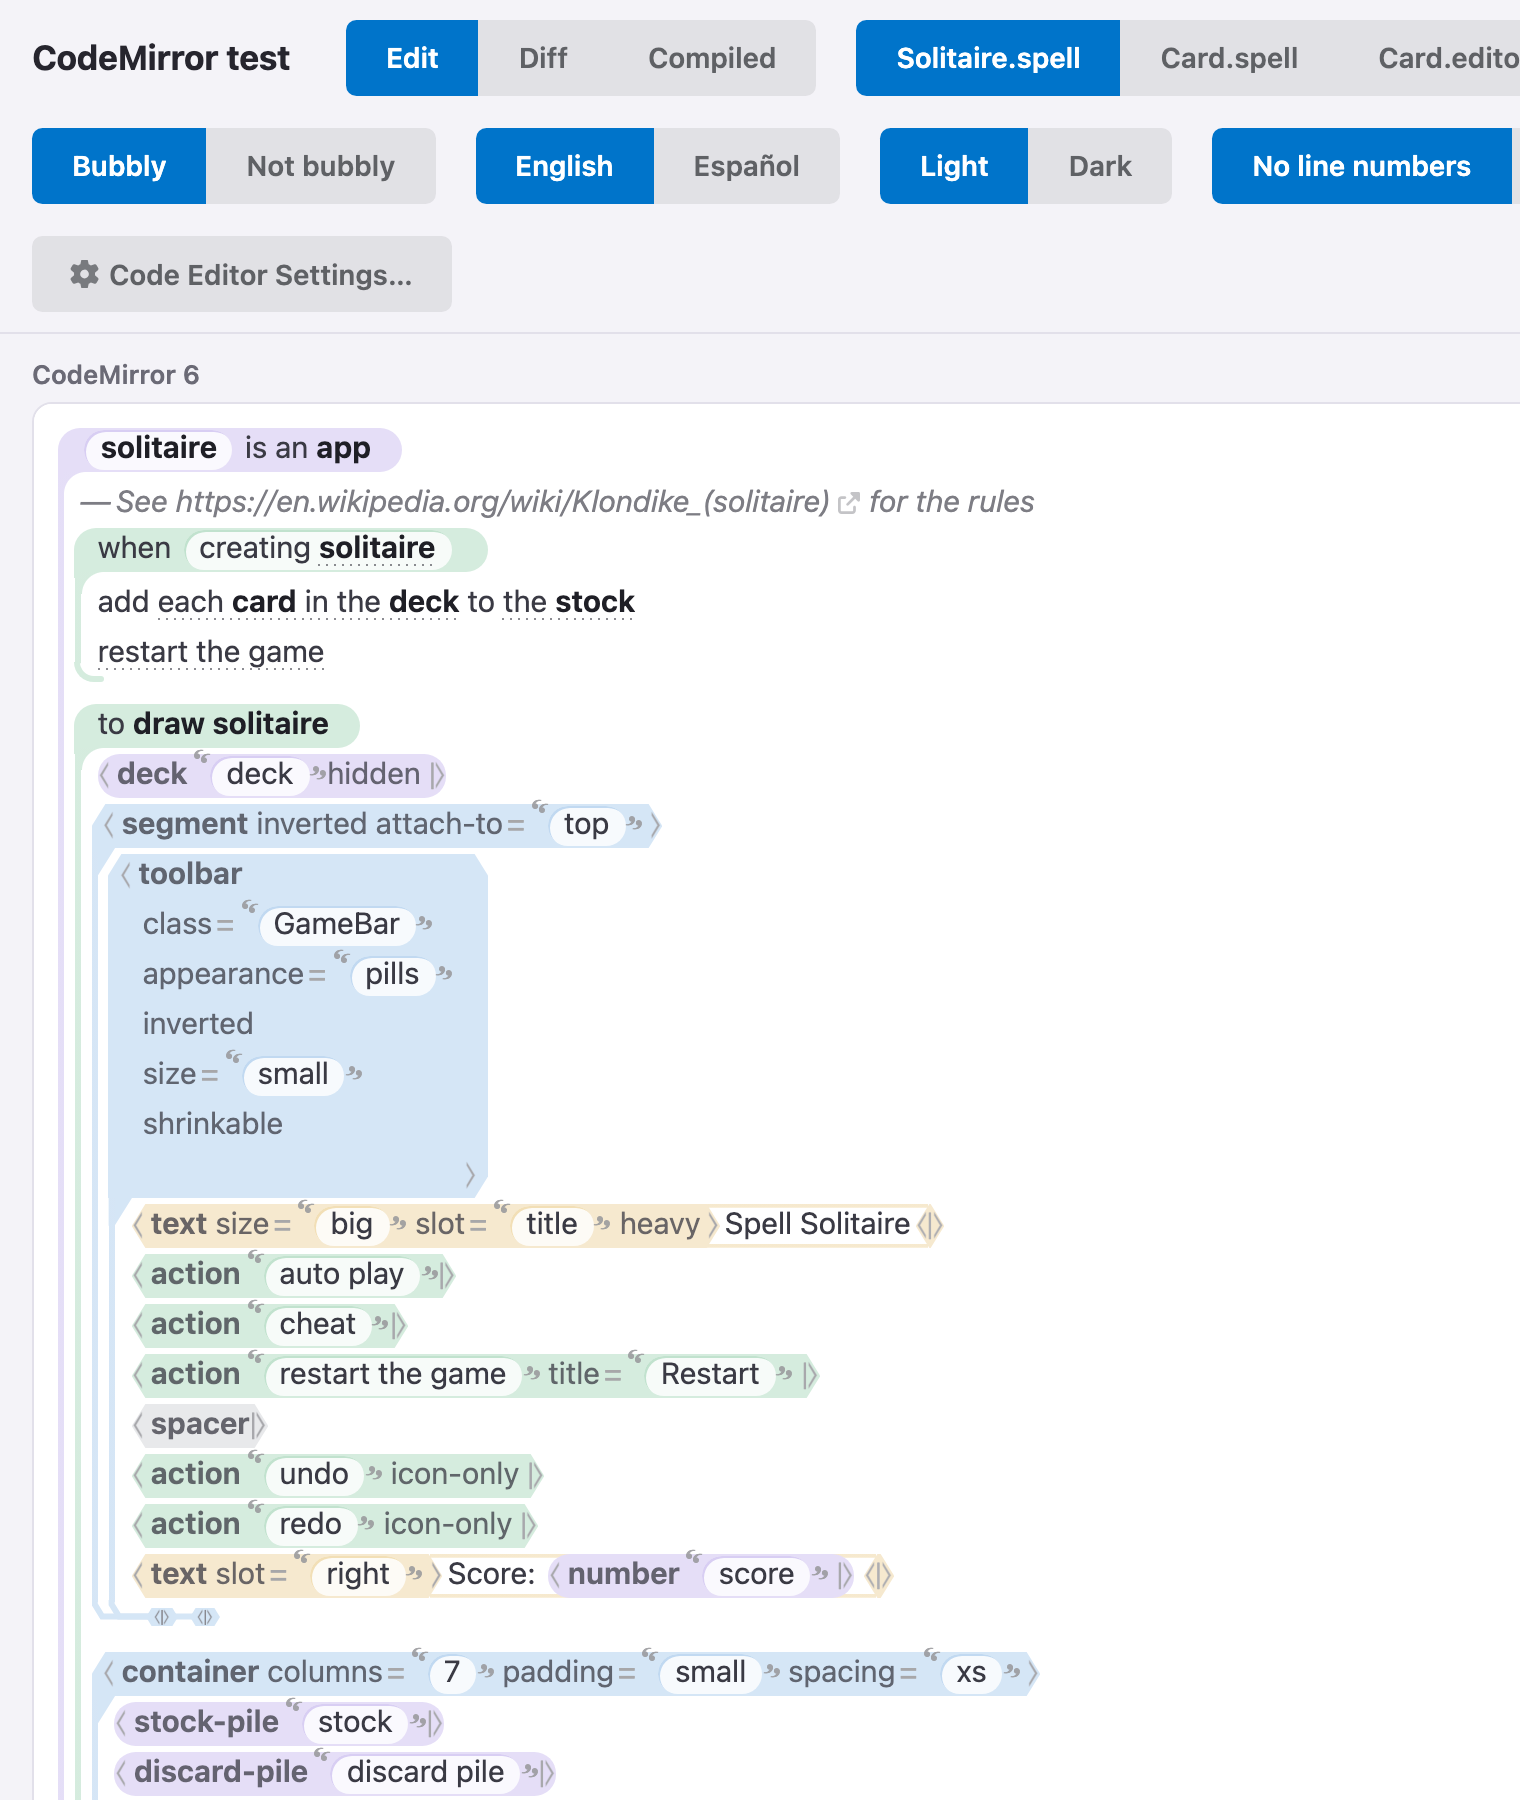 CodeMirror test Edit Diff Compiled Solitaire.spell Card.spell Card.edito
Bubbly Not bubbly English Español Light Dark No line numbers
Code Editor Settings...
CodeMirror 6
solitaire is an app
— See https://en.wikipedia.org/wiki/Klondike_(solitaire) for the rules
when creating solitaire
add each card in the deck to the stock
restart the game
to draw solitaire
⟨ deck “ deck ” hidden |⟩
⟨ segment inverted attach-to= “ top ” ⟩
⟨ toolbar
class= “ GameBar ”
appearance= “ pills ”
inverted
size= “ small ”
shrinkable
⟩
⟨ text size= “ big ” slot= “ title ” heavy ⟩ Spell Solitaire ⟨|⟩
⟨ action “ auto play ” |⟩
⟨ action “ cheat ” |⟩
⟨ action “ restart the game ” title= “ Restart ” |⟩
⟨ spacer |⟩
⟨ action “ undo ” icon-only |⟩
⟨ action “ redo ” icon-only |⟩
⟨ text slot= “ right ” ⟩ Score: ⟨ number “ score ” |⟩ ⟨|⟩
⟨|⟩ ⟨|⟩
⟨ container columns= “ 7 ” padding= “ small ” spacing= “ xs ” ⟩
⟨ stock-pile “ stock ” |⟩
⟨ discard-pile “ discard pile ” |⟩